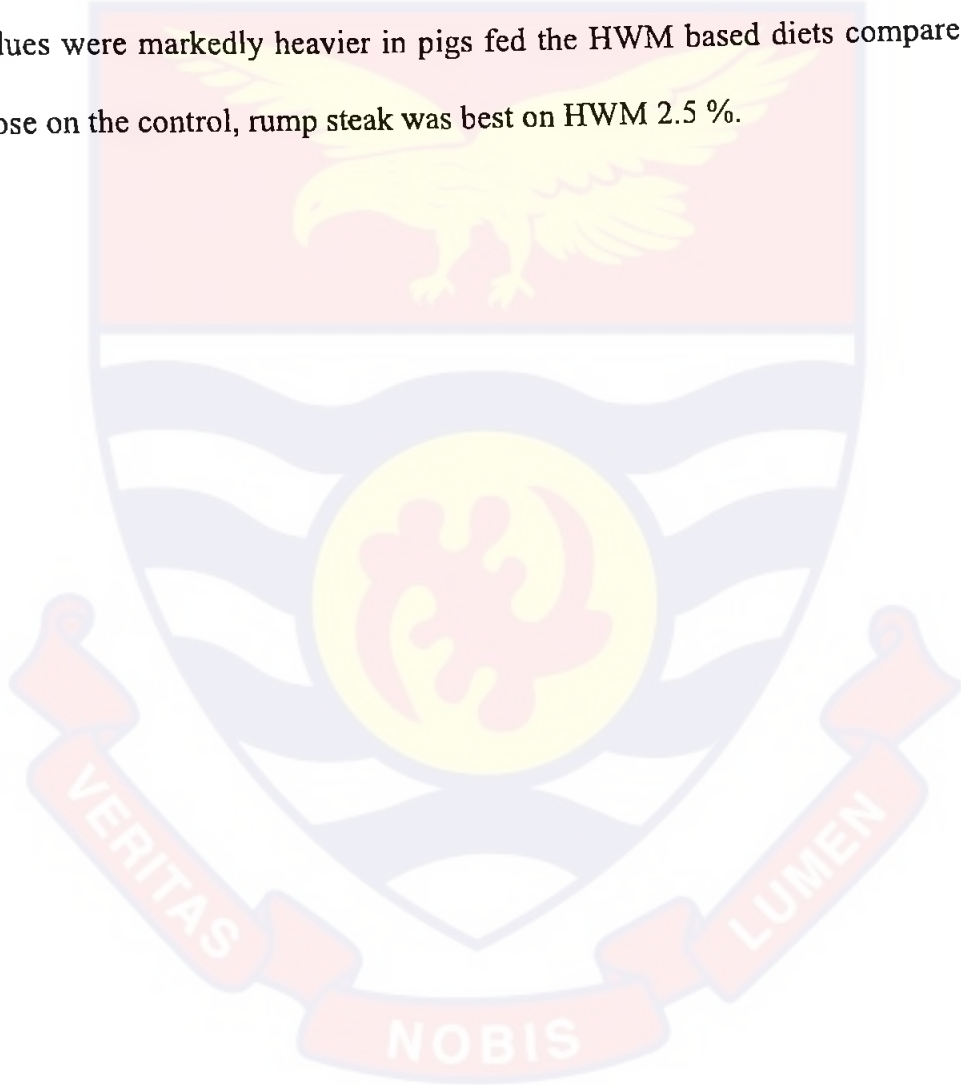 lues were markedly heavier in pigs fed the HWM based diets compare
ose on the control, rump steak was best on HWM 2.5 %.
VERITAS
NOBIS
LUMEN